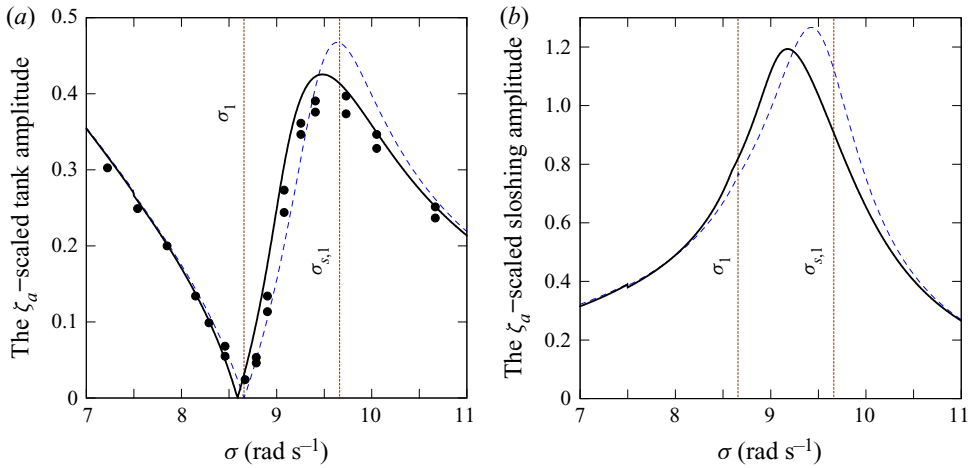 (a)
0.5
0.4
0.3
0.2
0.1
0
The ζa–scaled tank amplitude
σ1
σs,1
7 8 9 10 11
σ (rad s–1)
(b)
1.2
1.0
0.8
0.6
0.4
0.2
0
The ζa–scaled sloshing amplitude
σ1
σs,1
7 8 9 10 11
σ (rad s–1)